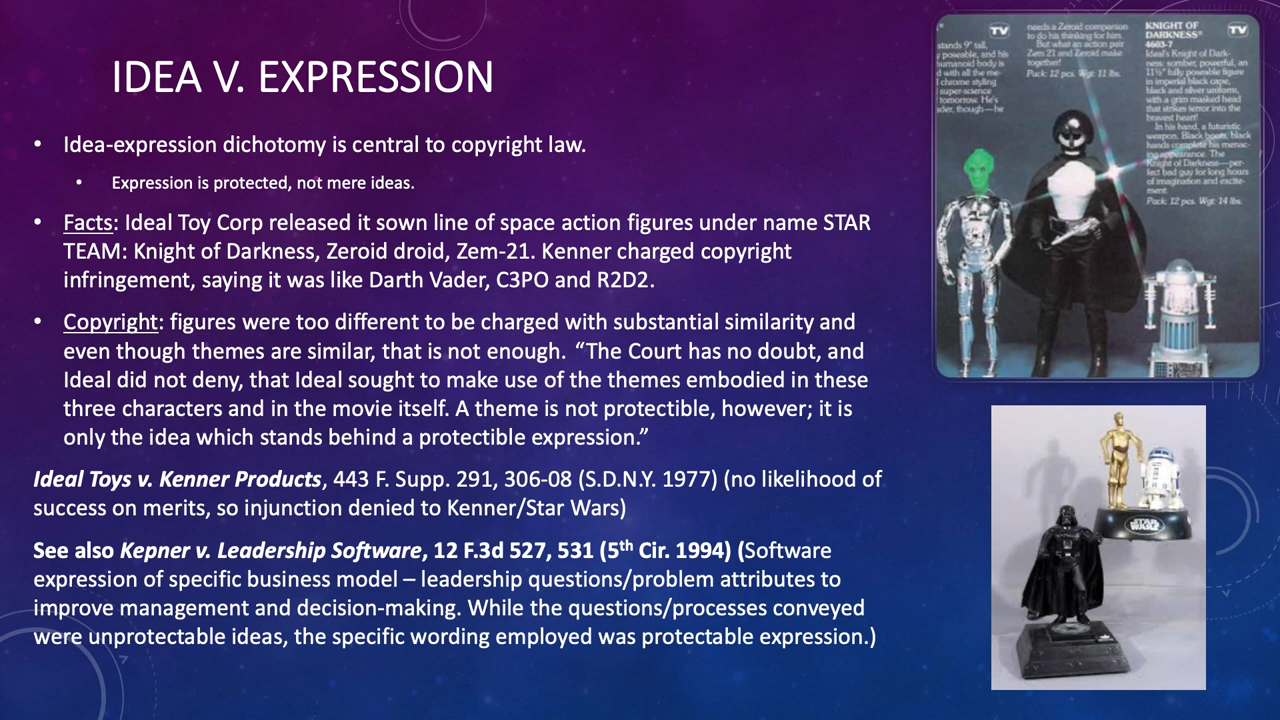 IDEA V. EXPRESSION
• Idea-expression dichotomy is central to copyright law.
• Expression is protected, not mere ideas.
• Facts: Ideal Toy Corp released it sown line of space action figures under name STAR
TEAM: Knight of Darkness, Zeroid droid, Zem-21. Kenner charged copyright
infringement, saying it was like Darth Vader, C3PO and R2D2.
• Copyright: figures were too different to be charged with substantial similarity and
even though themes are similar, that is not enough. “The Court has no doubt, and
Ideal did not deny, that Ideal sought to make use of the themes embodied in these
three characters and in the movie itself. A theme is not protectible, however; it is
only the idea which stands behind a protectible expression.”
Ideal Toys v. Kenner Products, 443 F. Supp. 291, 306-08 (S.D.N.Y. 1977) (no likelihood of
success on merits, so injunction denied to Kenner/Star Wars)
See also Kepner v. Leadership Software, 12 F.3d 527, 531 (5th Cir. 1994) (Software
expression of specific business model – leadership questions/problem attributes to
improve management and decision-making. While the questions/processes conveyed
were unprotectable ideas, the specific wording employed was protectable expression.)
TV
stands 9" tall,
poseable, and his
humanoid body is
d with all the me-
chrome styling
super-science
tomorrow. He's
ader, though—he
needs a Zeroid companion
to do his thinking for him.
But what an action pair
Zem 21 and Zeroid make
together!
Pack: 12 pcs. Wgt: 11 lbs.
KNIGHT OF
DARKNESS®
4603-7
TV
Ideal's Knight of Dark-
ness: somber, powerful, an
11½" fully poseable figure
in imperial black cape,
black and silver uniform,
with a grim masked head
that strikes terror into the
bravest heart!
In his hand, a futuristic
weapon. Black boots, black
hands complete his menac-
ing appearance. The
Knight of Darkness—per-
fect bad guy for long hours
of imagination and excite-
ment.
Pack: 12 pcs. Wgt: 14 lbs.
STAR
WARS